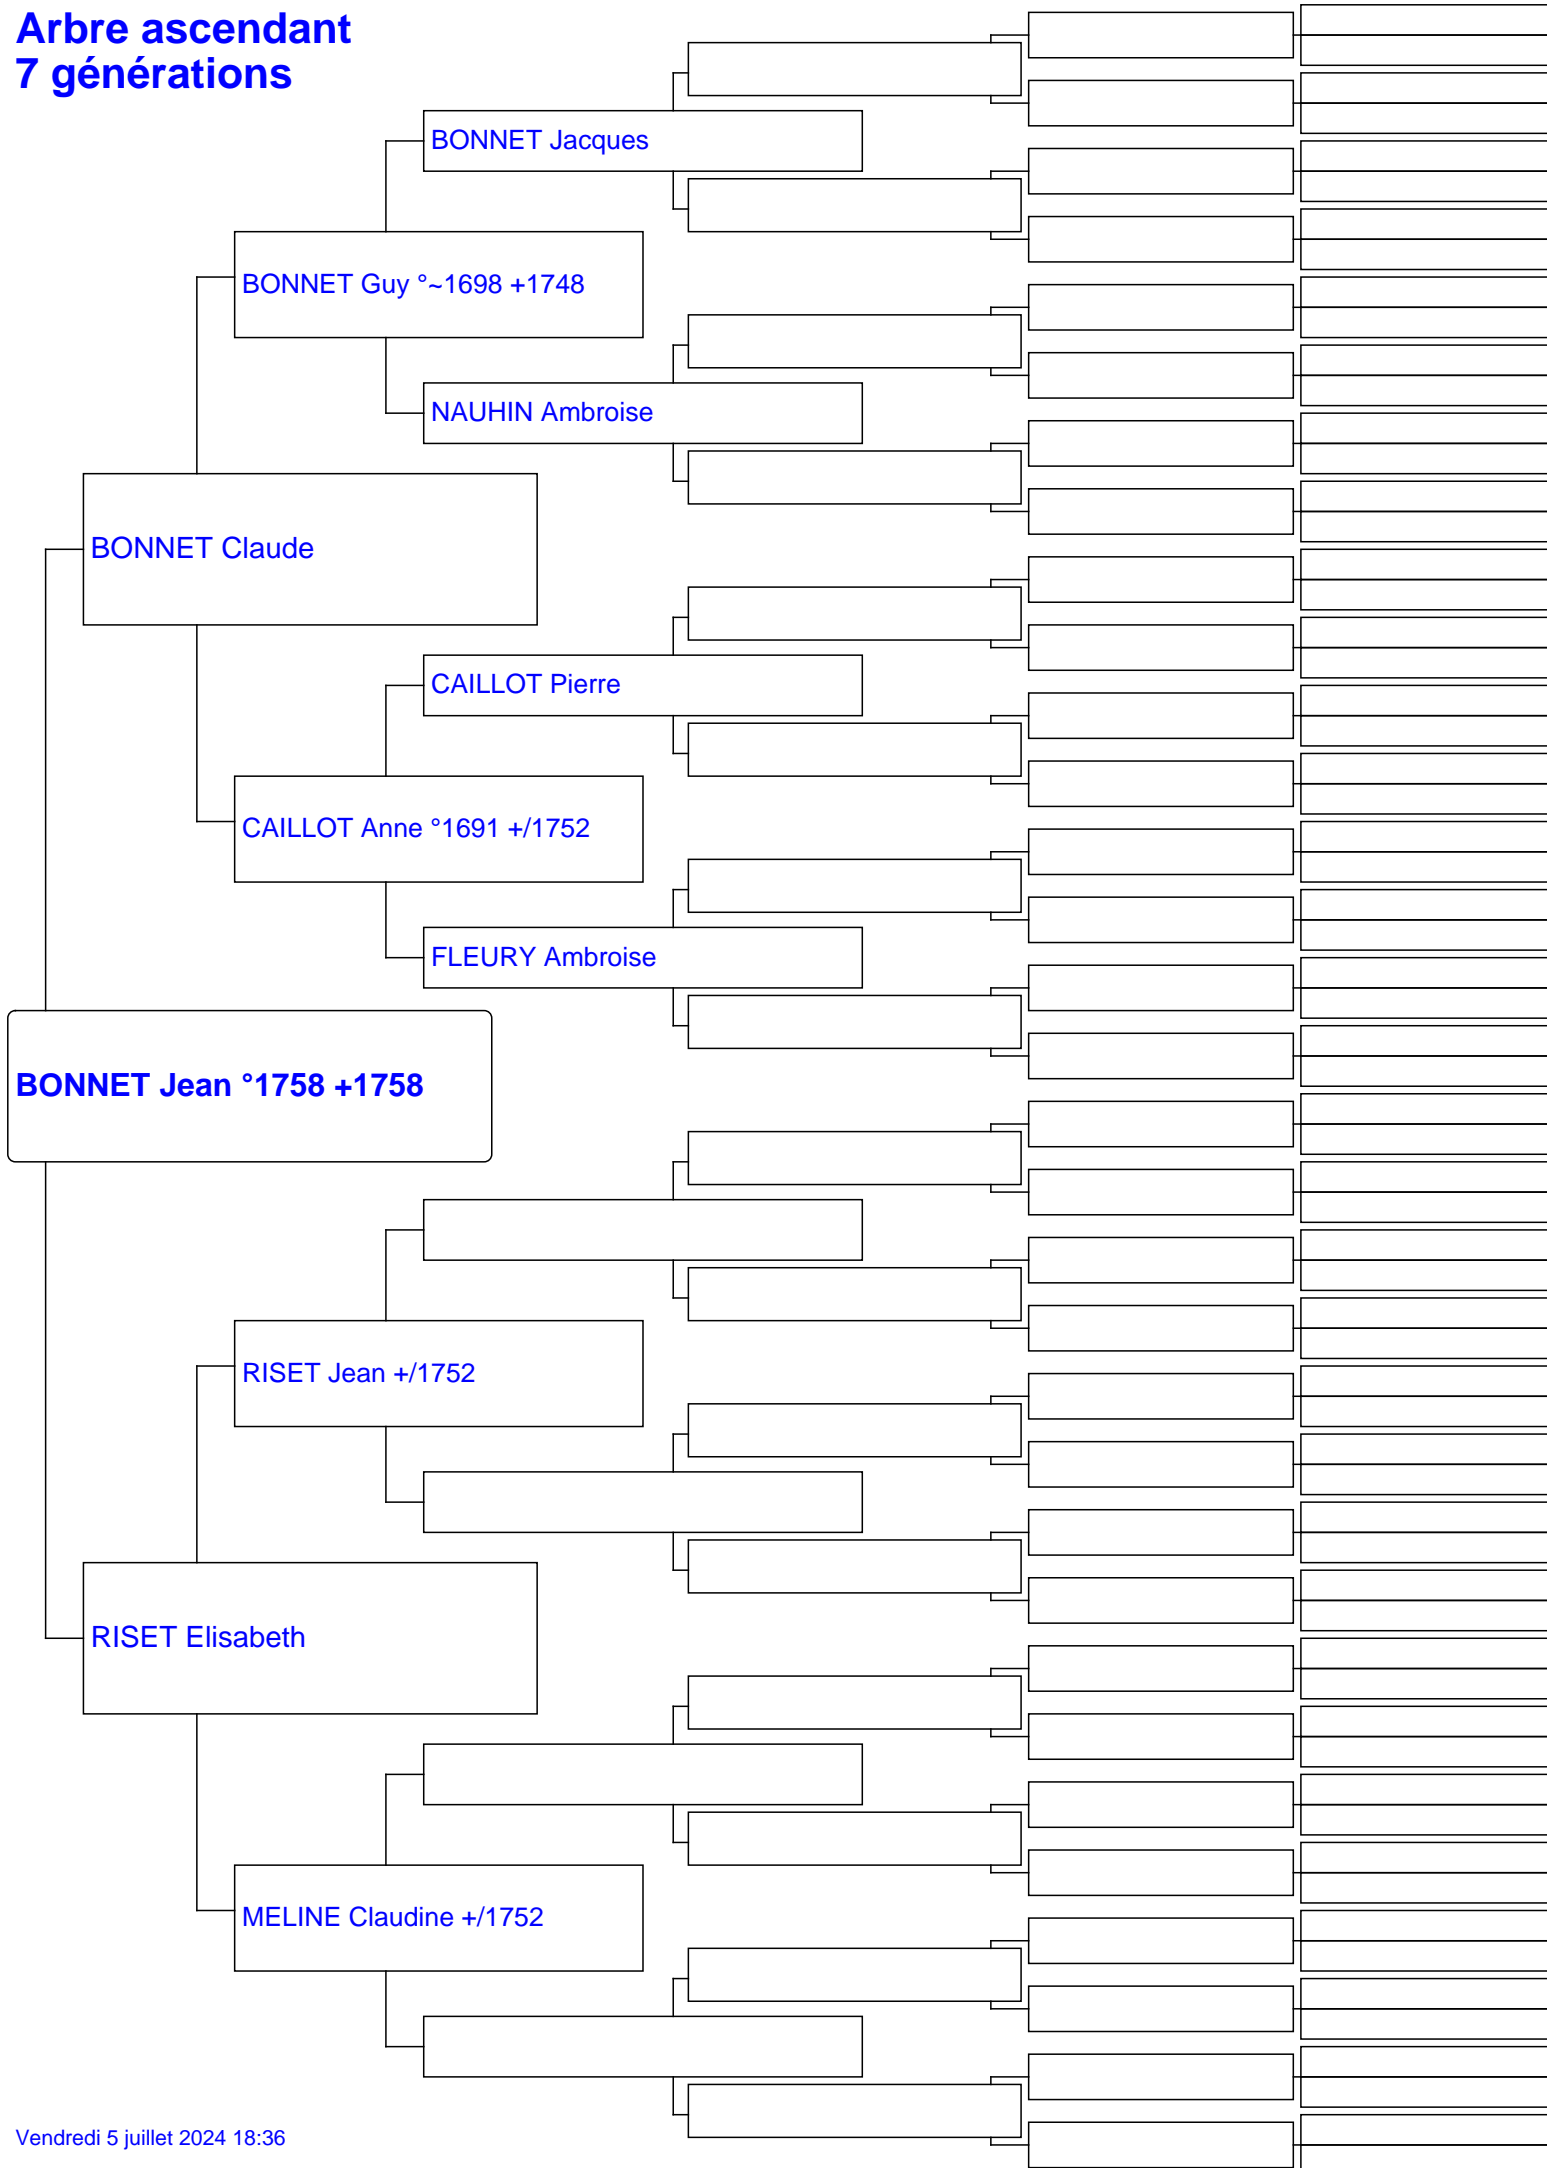 Arbre ascendant
7 générations
BONNET Jacques
BONNET Guy °~1698 +1748
NAUHIN Ambroise
BONNET Claude
CAILLOT Pierre
CAILLOT Anne °1691 +/1752
FLEURY Ambroise
BONNET Jean °1758 +1758
RISET Jean +/1752
RISET Elisabeth
MELINE Claudine +/1752
Vendredi 5 juillet 2024 18:36